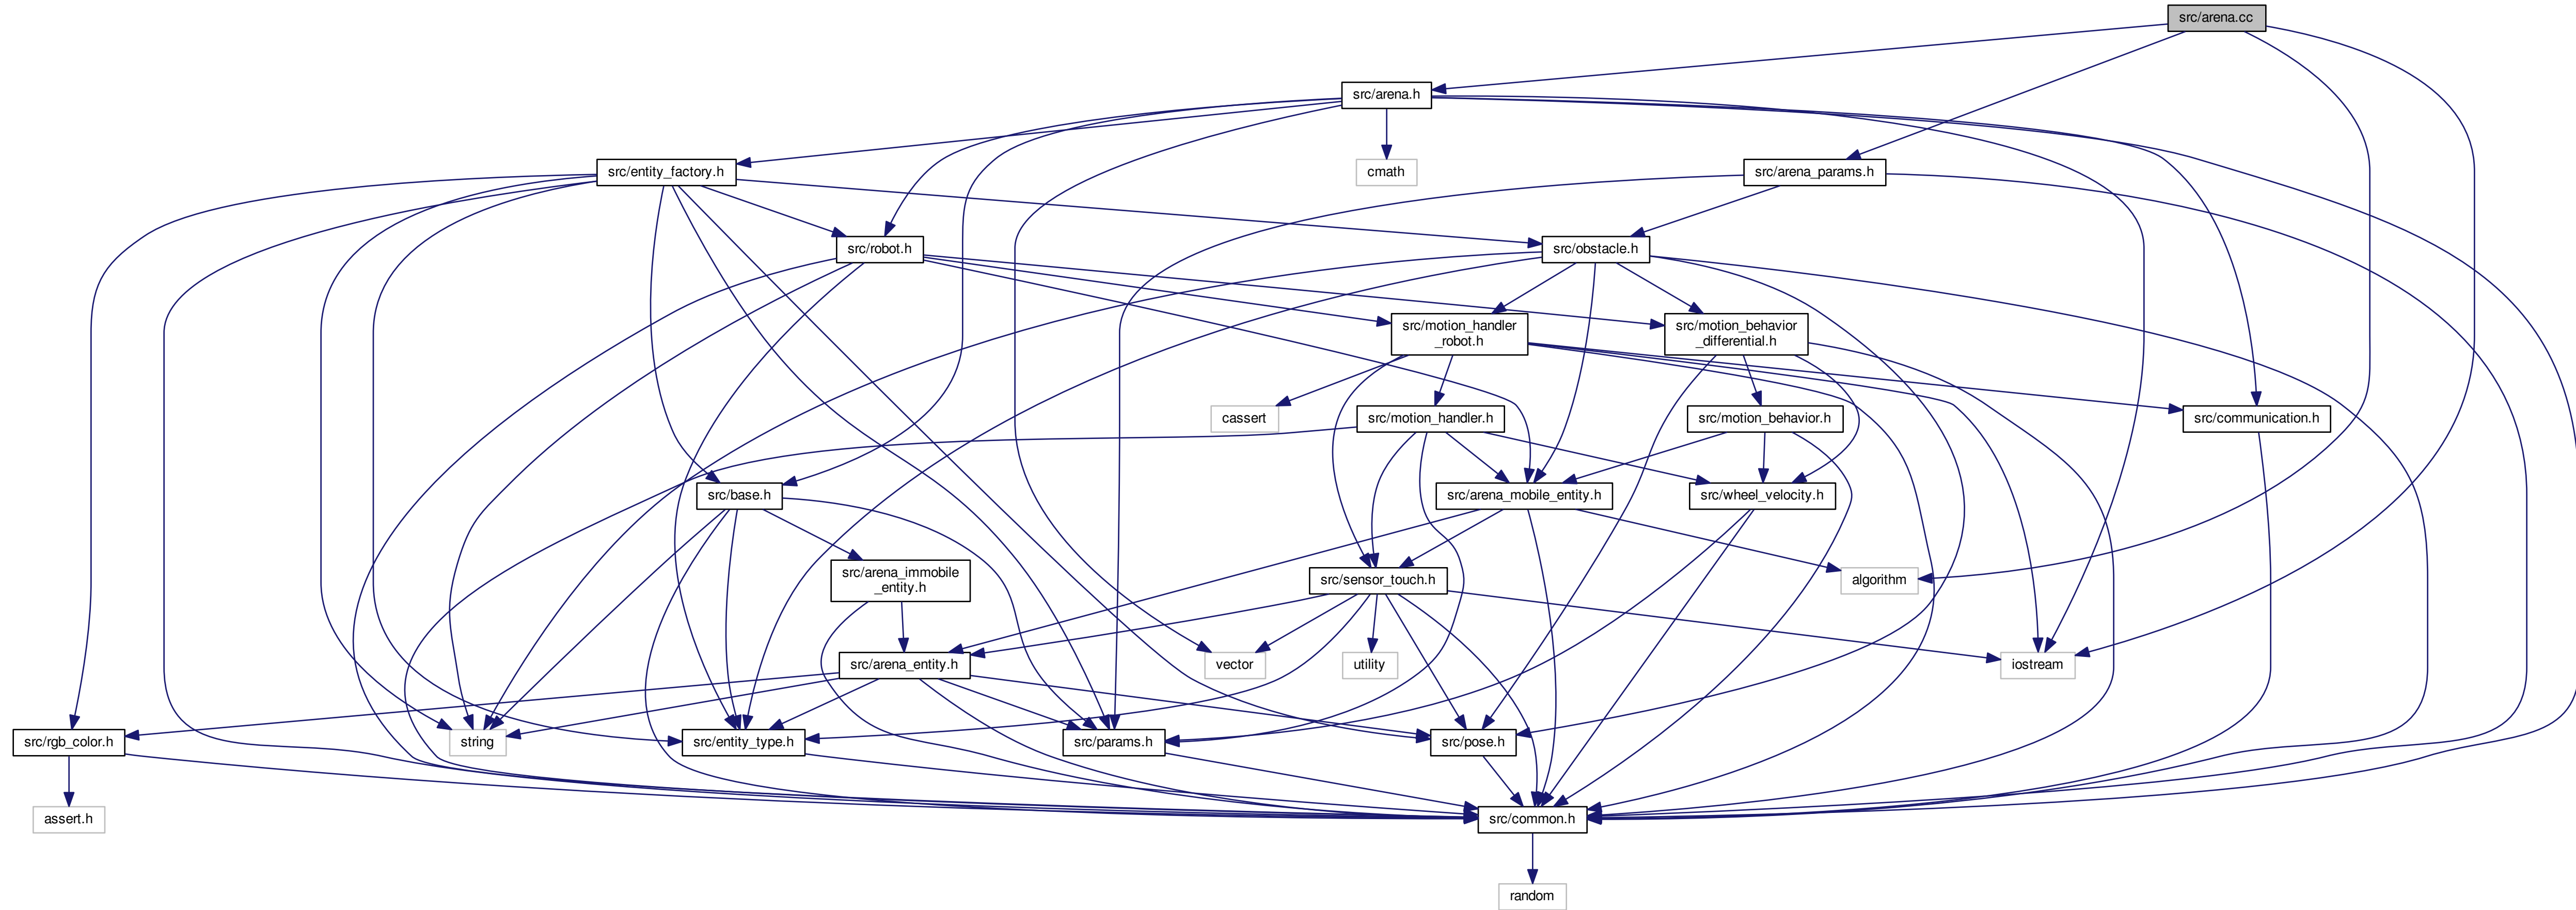 src/arena.cc
src/arena.h
src/entity_factory.h
cmath
src/arena_params.h
src/robot.h
src/obstacle.h
src/motion_handler
_robot.h
src/motion_behavior
_differential.h
cassert
src/motion_handler.h
src/motion_behavior.h
src/communication.h
src/base.h
src/arena_mobile_entity.h
src/wheel_velocity.h
src/arena_immobile
_entity.h
src/sensor_touch.h
algorithm
src/arena_entity.h
vector
utility
iostream
src/rgb_color.h
string
src/entity_type.h
src/params.h
src/pose.h
assert.h
src/common.h
random